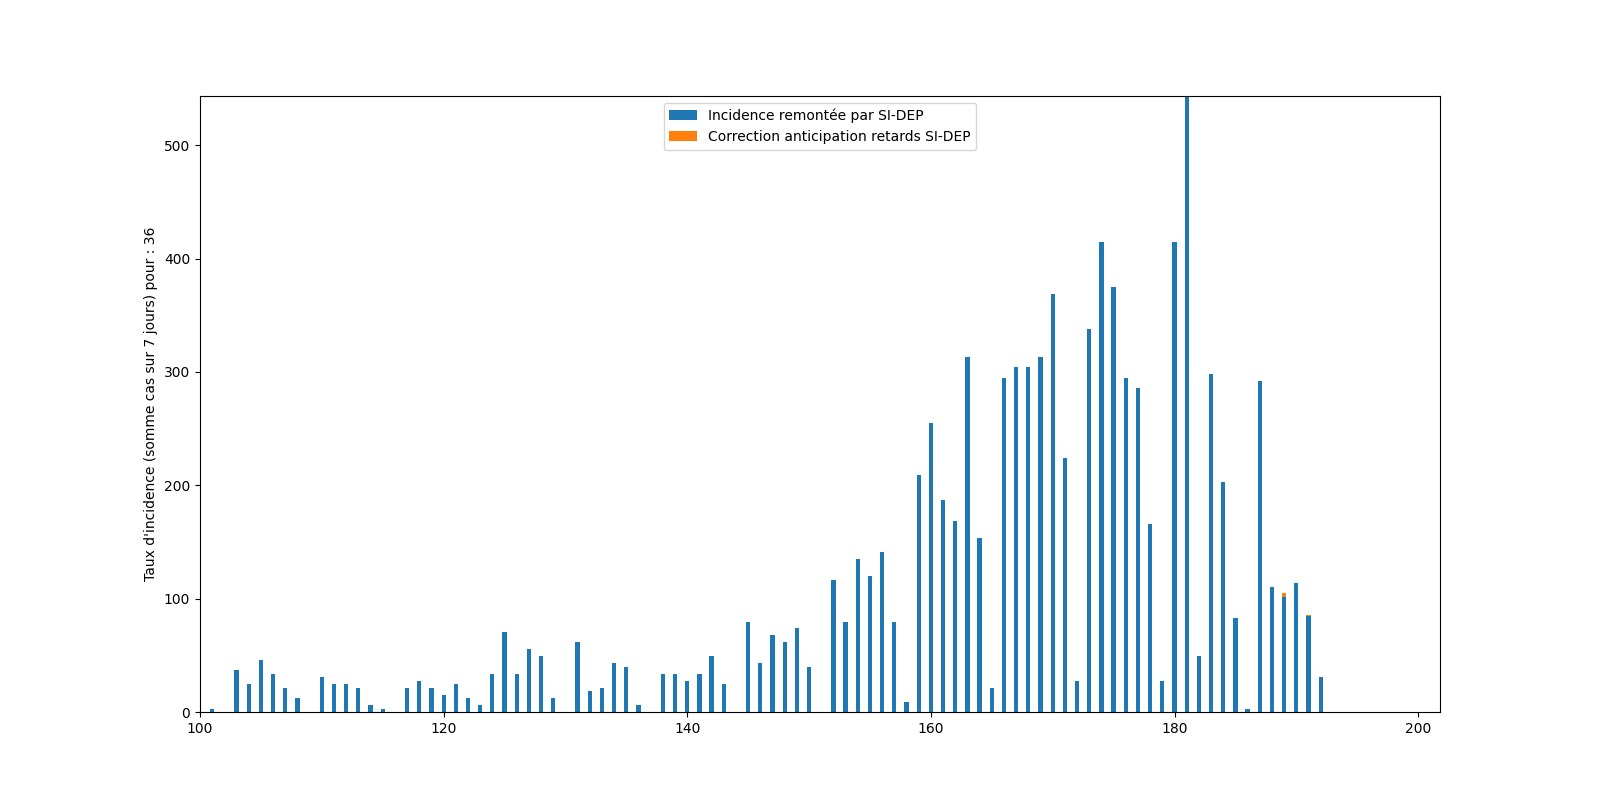 Incidence remontée par SI-DEP
Correction anticipation retards SI-DEP
Taux d'incidence (somme cas sur 7 jours) pour : 36
500
400
300
200
100
0
100 120 140 160 180 200